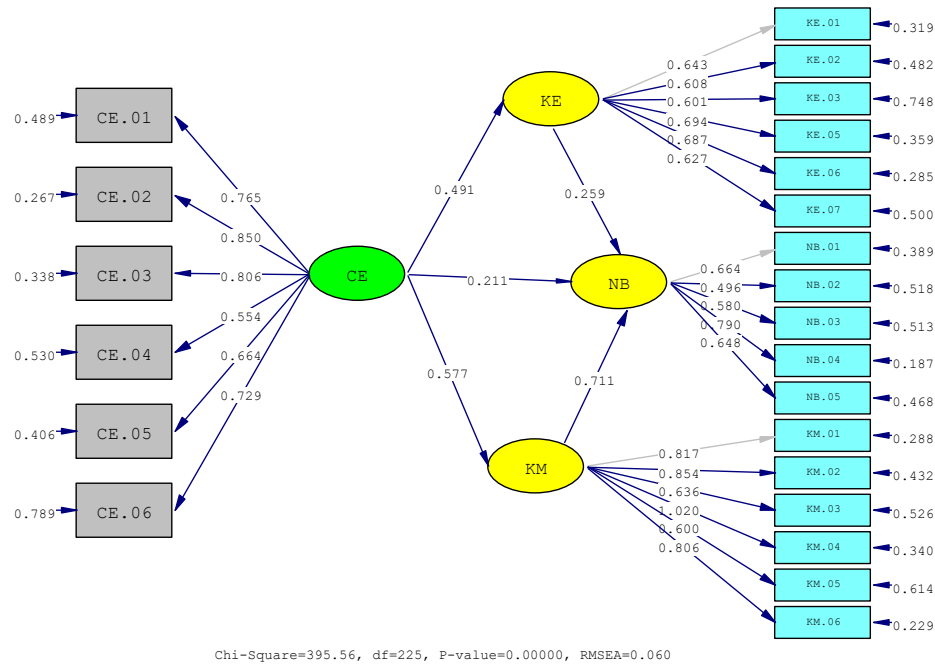 0.489
CE.01
0.267
CE.02
0.338
CE.03
0.530
CE.04
0.406
CE.05
0.789
CE.06
0.765
0.850
0.806
0.554
0.664
0.729
CE
0.491
0.211
0.577
KE
0.259
NB
0.711
KM
0.643
0.608
0.601
0.694
0.687
0.627
0.664
0.496
0.580
0.790
0.648
0.817
0.854
0.636
1.020
0.600
0.806
KE.01
0.319
KE.02
0.482
KE.03
0.748
KE.05
0.359
KE.06
0.285
KE.07
0.500
NB.01
0.389
NB.02
0.518
NB.03
0.513
NB.04
0.187
NB.05
0.468
KM.01
0.288
KM.02
0.432
KM.03
0.526
KM.04
0.340
KM.05
0.614
KM.06
0.229
Chi-Square=395.56, df=225, P-value=0.00000, RMSEA=0.060